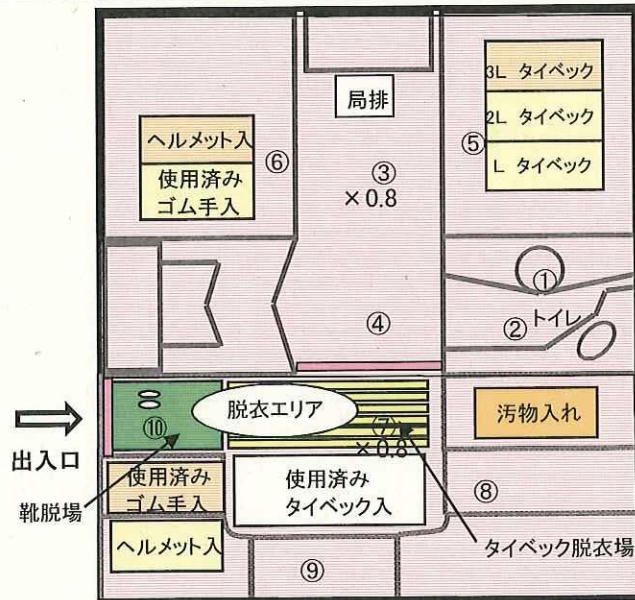 局排
3L タイベック
2L タイベック
L タイベック
⑤
ヘルメット入
使用済み
ゴム手入
⑥
③
×0.8
①
②
トイレ
④
出入口
靴脱場
⑩
脱衣エリア
⑦
×0.8
汚物入れ
使用済み
ゴム手入
使用済み
タイベック入
⑧
ヘルメット入
タイベック脱衣場
⑨